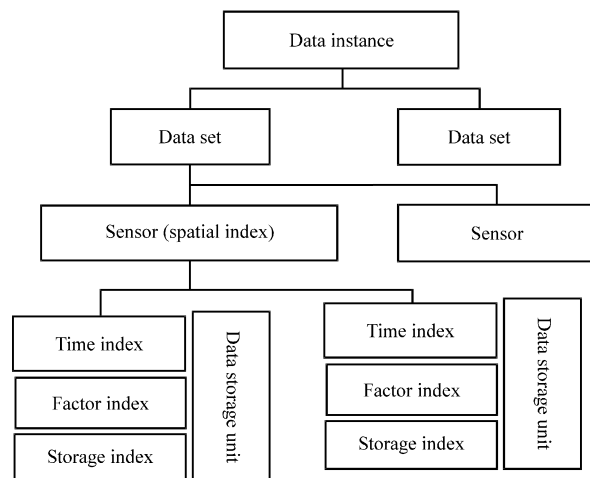 Data instance
Data set
Data set
Sensor (spatial index)
Sensor
Time index
Factor index
Storage index
Data storage unit
Time index
Factor index
Storage index
Data storage unit